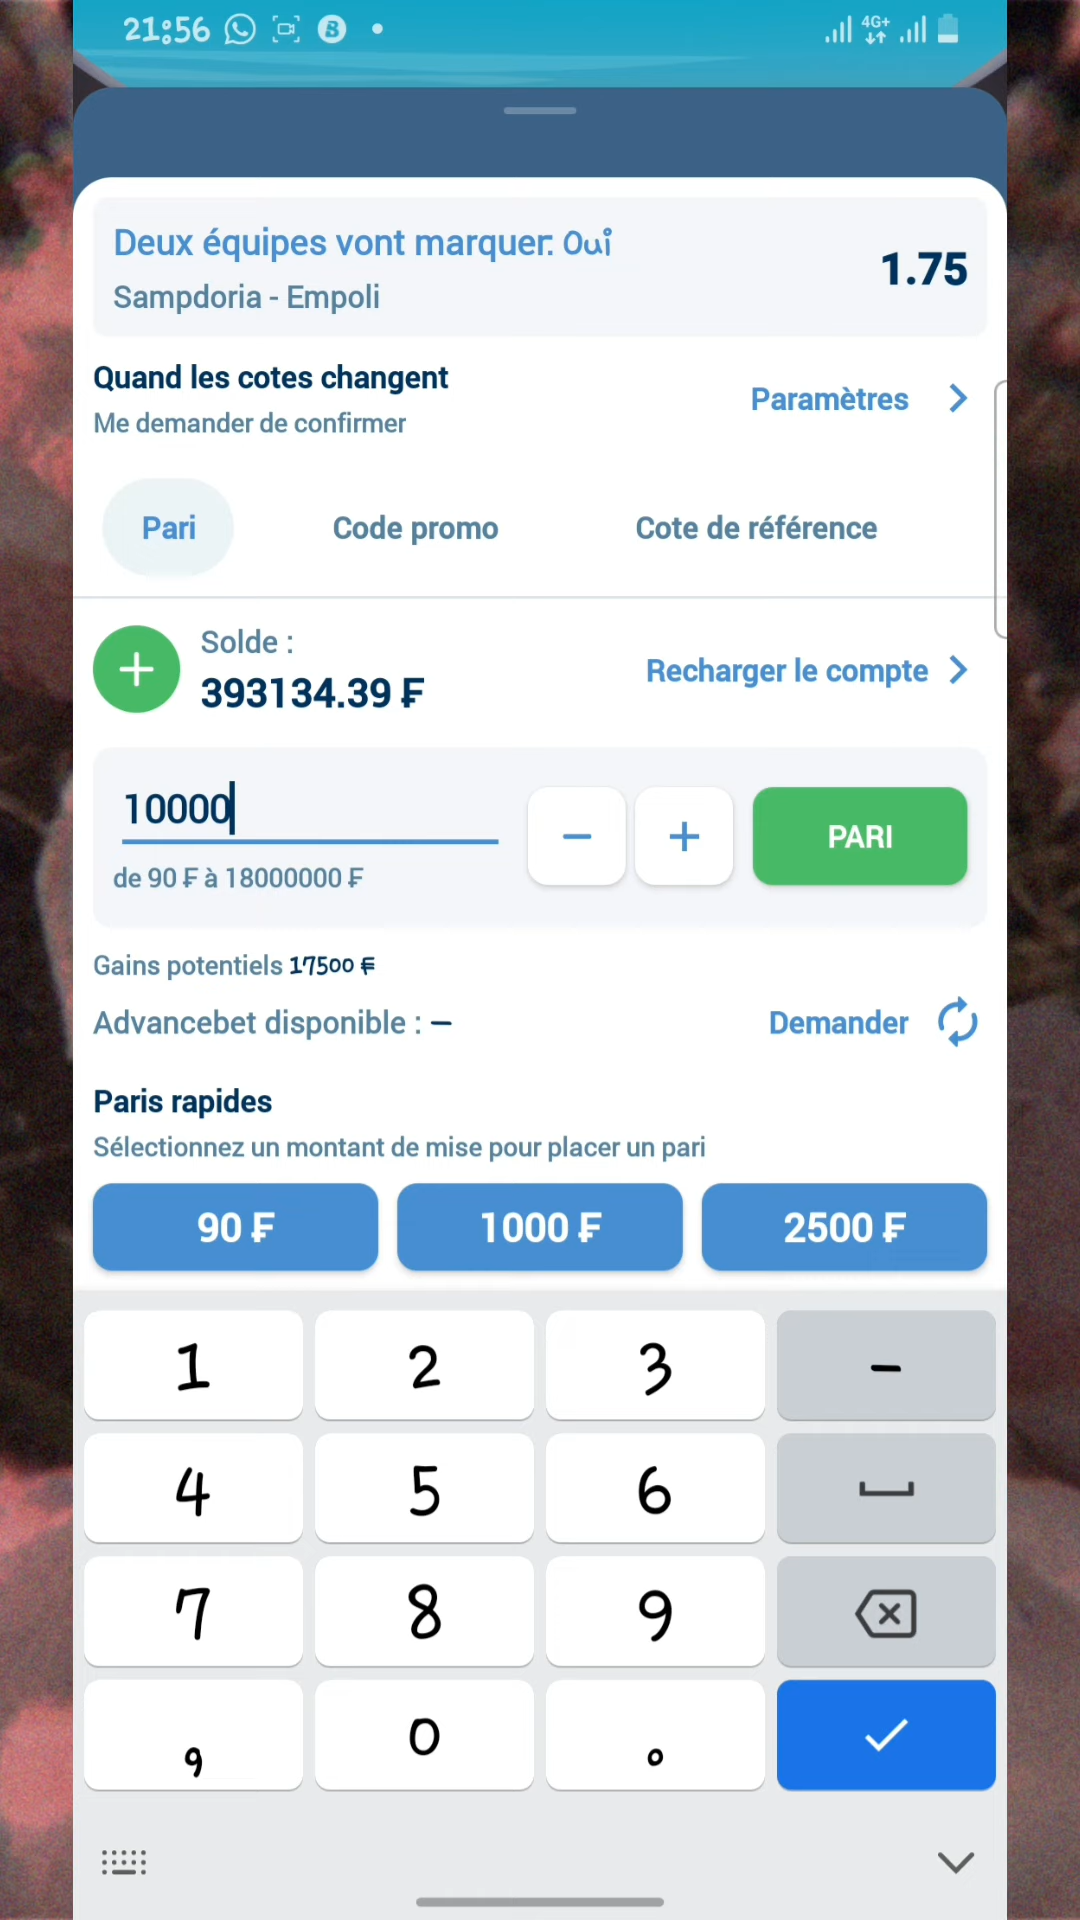 21:56
4G+
Deux équipes vont marquer: Oui
1.75
Sampdoria - Empoli
Quand les cotes changent
Me demander de confirmer
Paramètres
Pari
Code promo
Cote de référence
Solde :
393134.39 ₣
Recharger le compte
10000
PARI
de 90 ₣ à 18000000 ₣
Gains potentiels 17500 ₣
Advancebet disponible : –
Demander
Paris rapides
Sélectionnez un montant de mise pour placer un pari
90 ₣
1000 ₣
2500 ₣
1 2 3 -
4 5 6
7 8 9
, 0 .